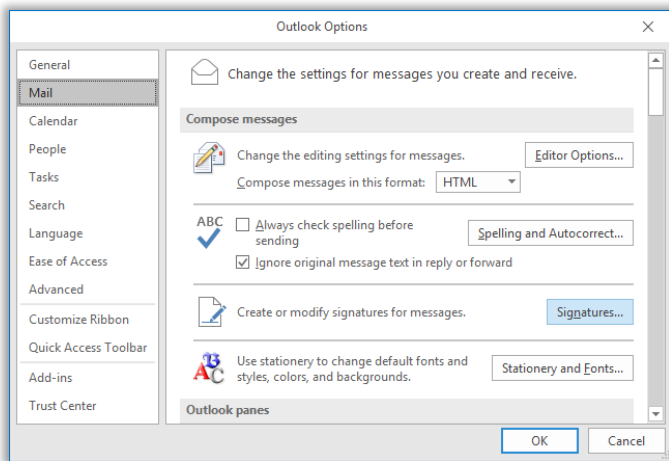 Outlook Options
General
Mail
Calendar
People
Tasks
Search
Language
Ease of Access
Advanced
Customize Ribbon
Quick Access Toolbar
Add-ins
Trust Center
Change the settings for messages you create and receive.
Compose messages
Change the editing settings for messages.
Editor Options...
Compose messages in this format: HTML
ABC
Always check spelling before
sending
Spelling and Autocorrect...
Ignore original message text in reply or forward
Create or modify signatures for messages.
Signatures...
Use stationery to change default fonts and
styles, colors, and backgrounds.
Stationery and Fonts...
Outlook panes
OK
Cancel